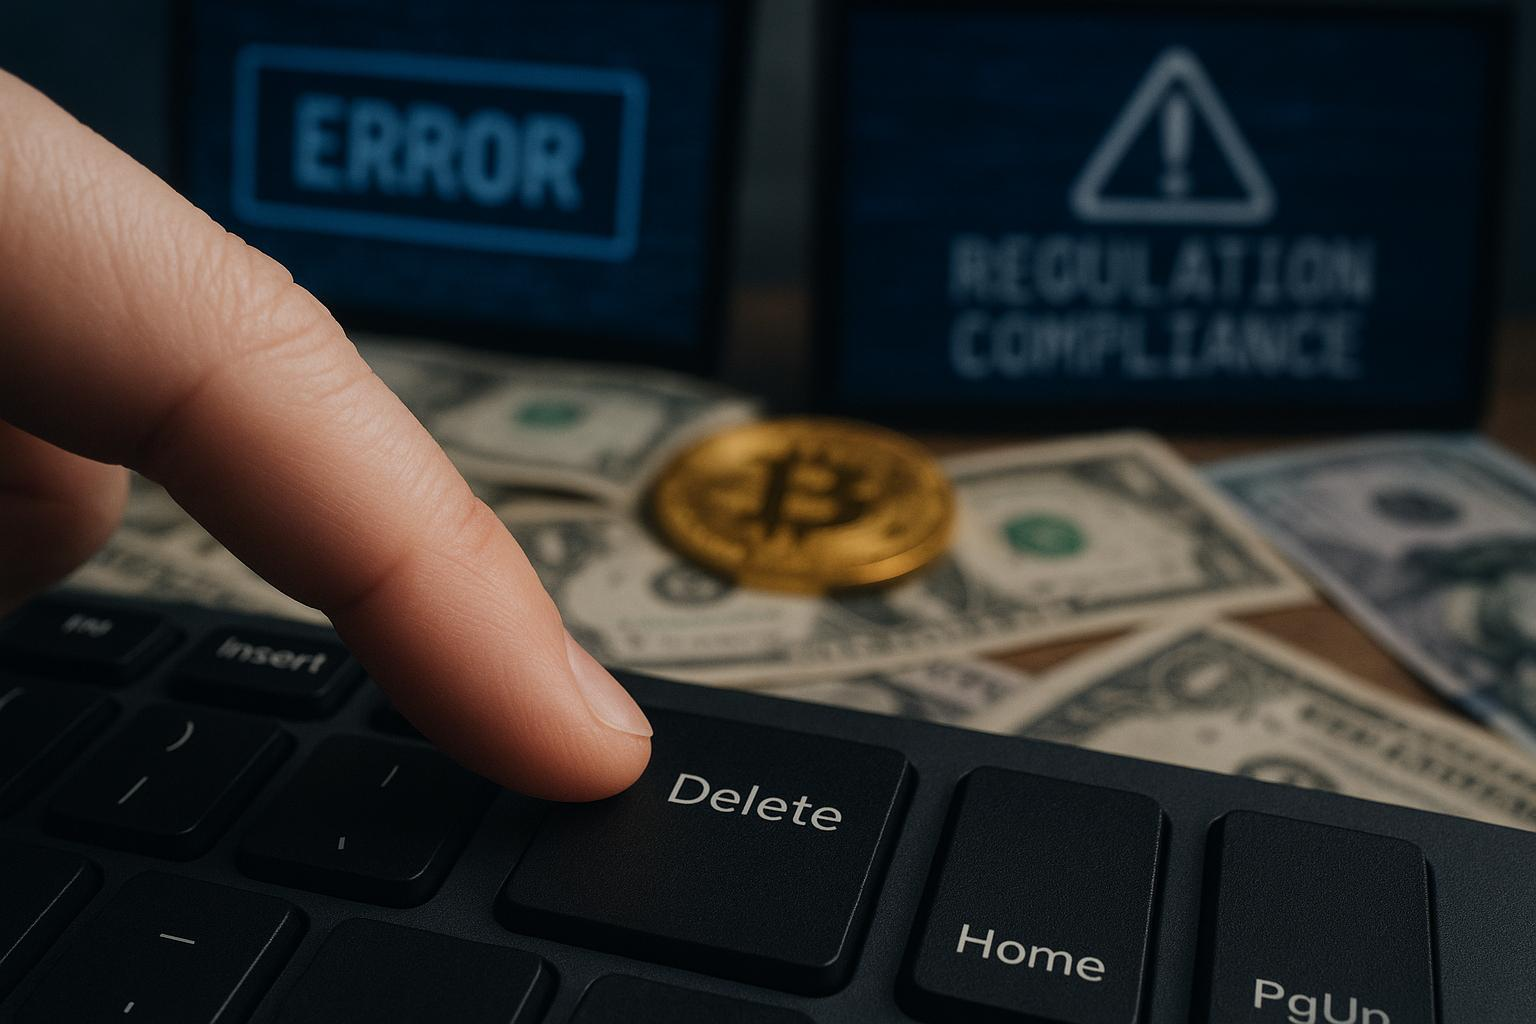 ERROR
REGULATION
COMPLIANCE
Insert
Delete
Home
PgUp